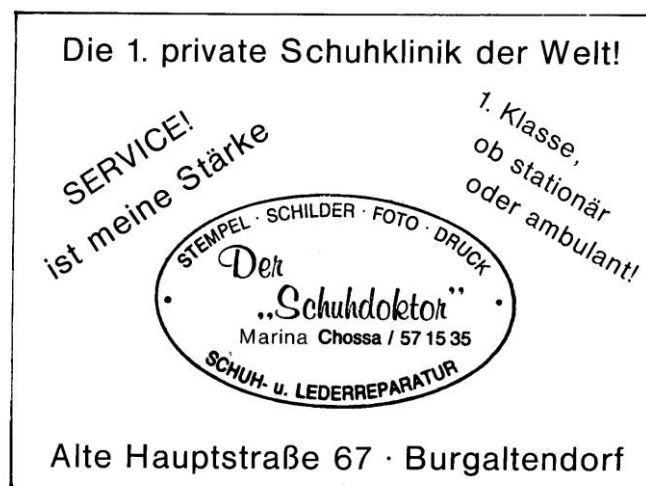 Die 1. private Schuhklinik der Welt!
SERVICE!
ist meine Stärke
1. Klasse,
ob stationär
oder ambulant!
STEMPEL · SCHILDER · FOTO · DRUCK
Der
„Schuhdoktor"
Marina Chossa / 57 15 35
SCHUH- u. LEDERREPARATUR
Alte Hauptstraße 67 · Burgaltendorf